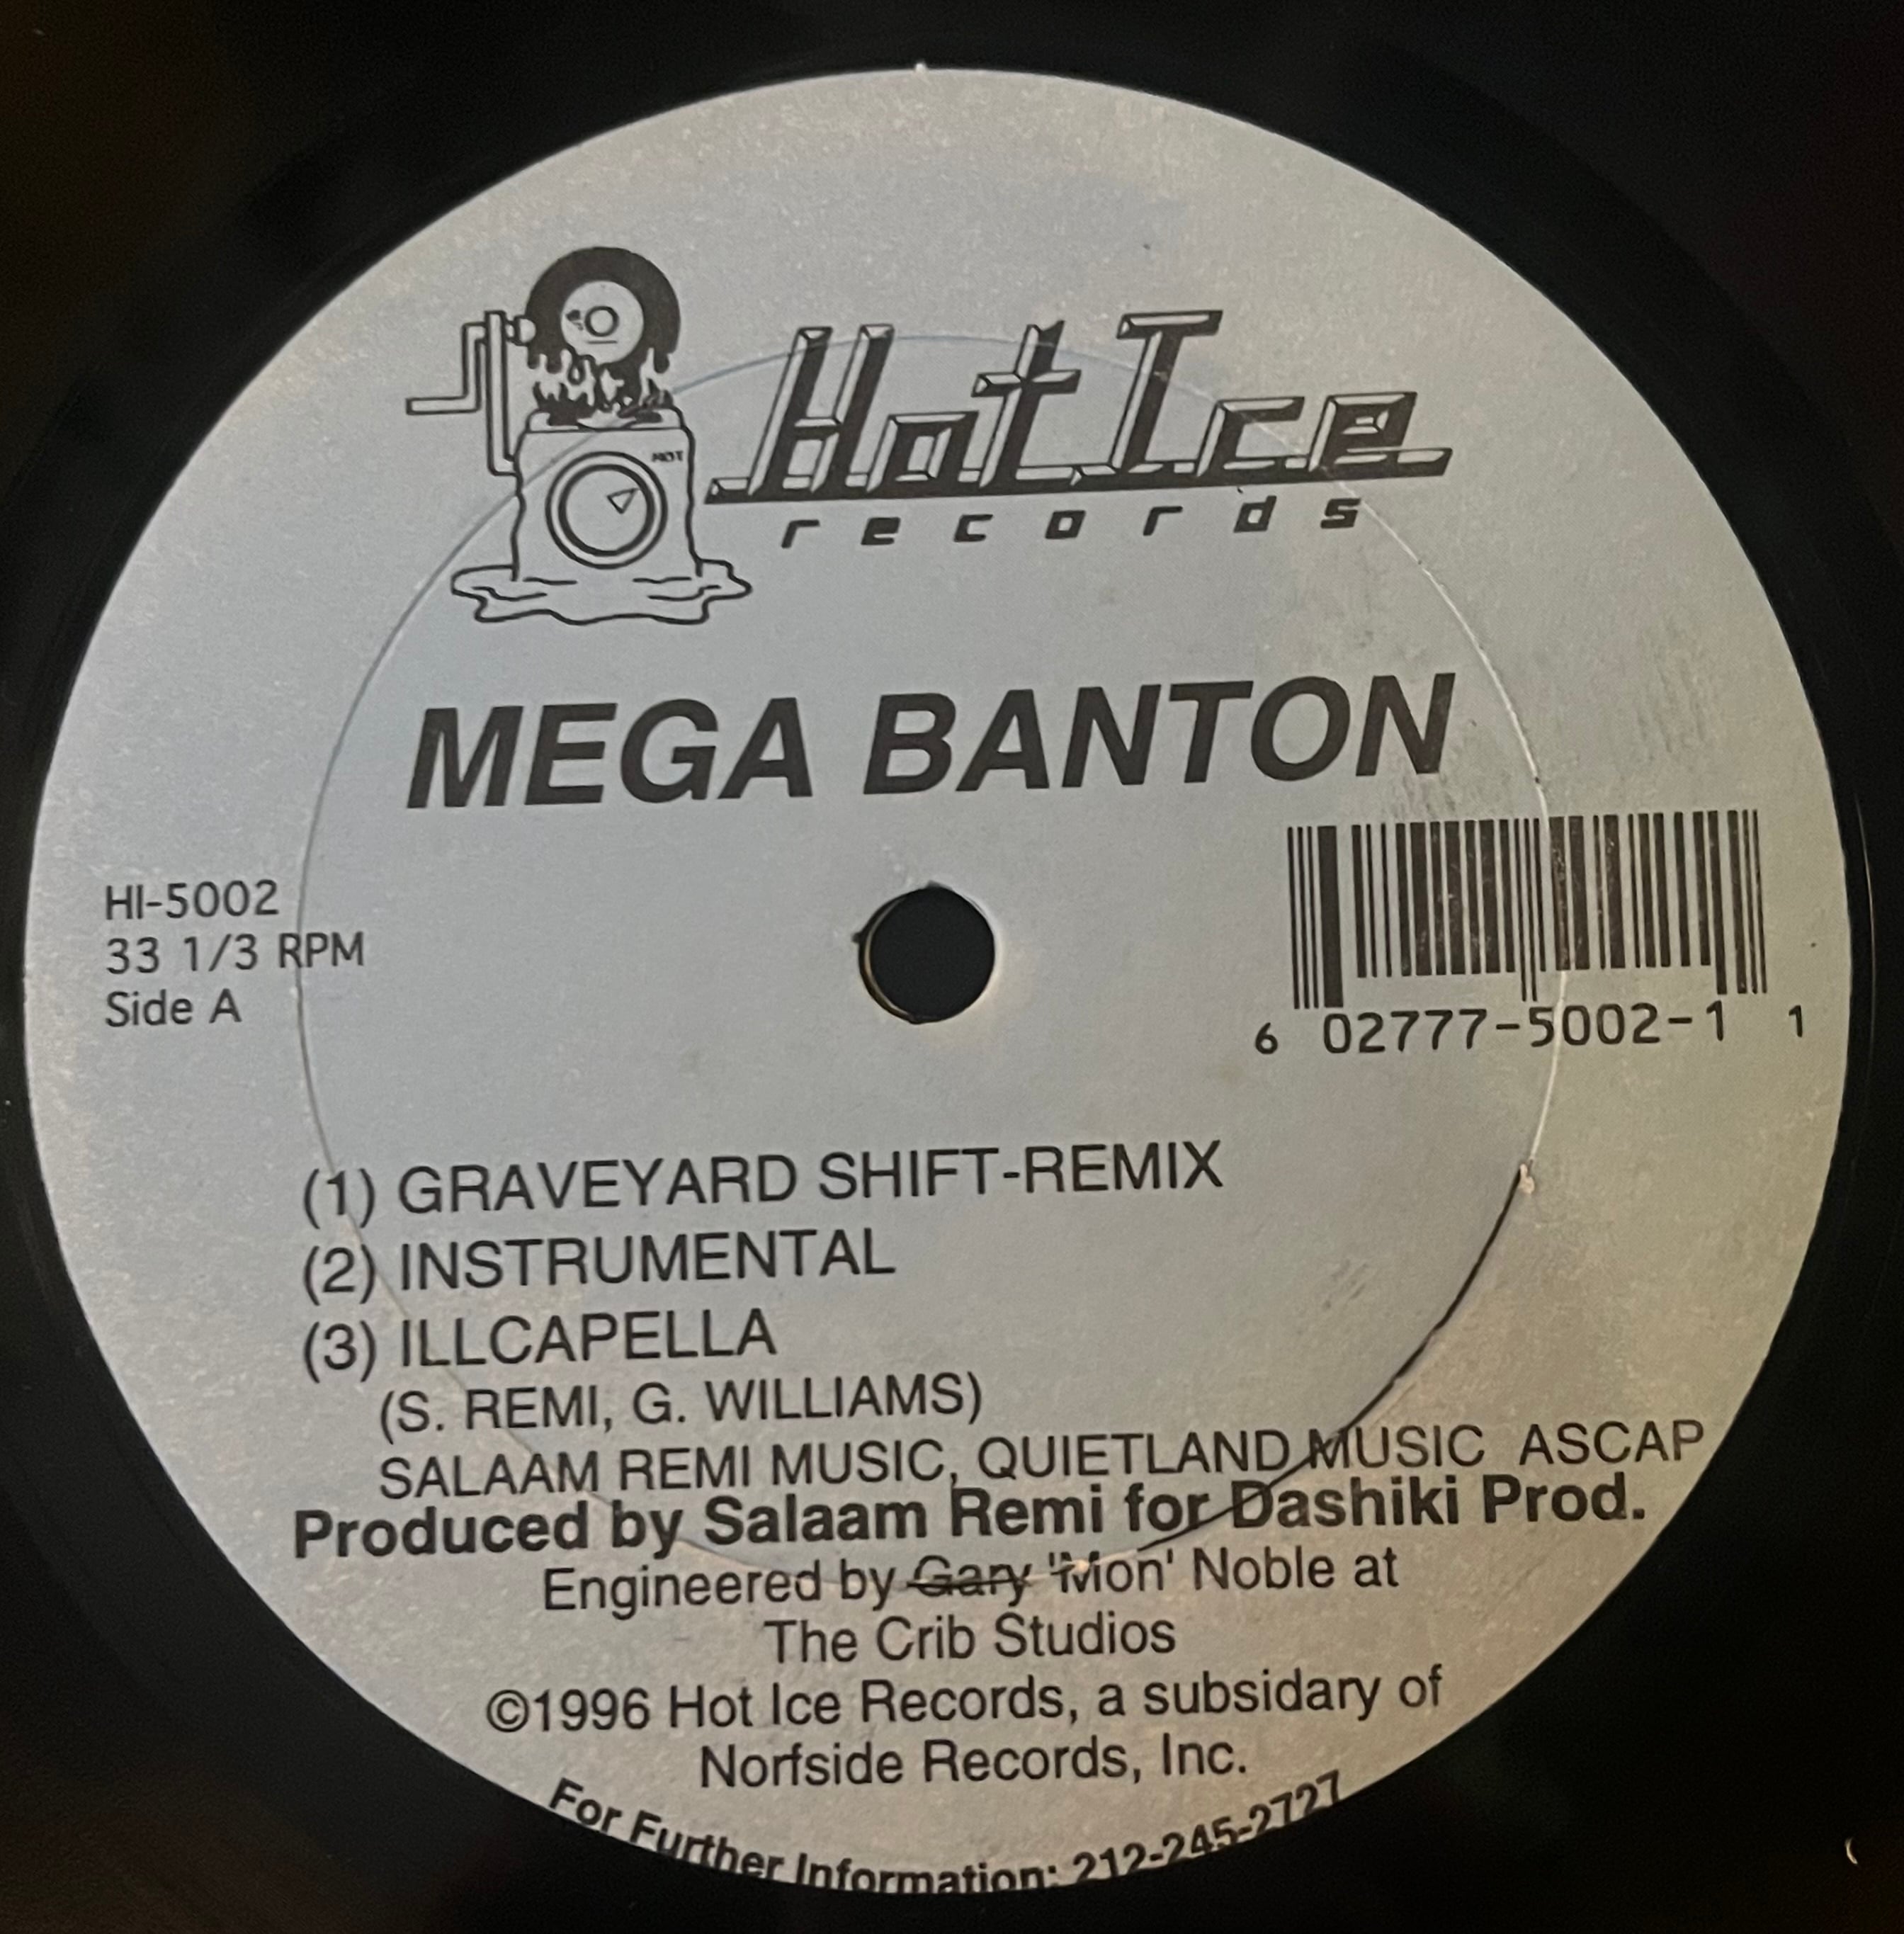 HOT
Hot Ice
records
MEGA BANTON
HI-5002
33 1/3 RPM
Side A
6 02777-5002-1 1
(1) GRAVEYARD SHIFT-REMIX
(2) INSTRUMENTAL
(3) ILLCAPELLA
(S. REMI, G. WILLIAMS)
SALAAM REMI MUSIC, QUIETLAND MUSIC ASCAP
Produced by Salaam Remi for Dashiki Prod.
Engineered by Gary 'Mon' Noble at
The Crib Studios
©1996 Hot Ice Records, a subsidary of
Norfside Records, Inc.
For Further Information: 212-245-2727